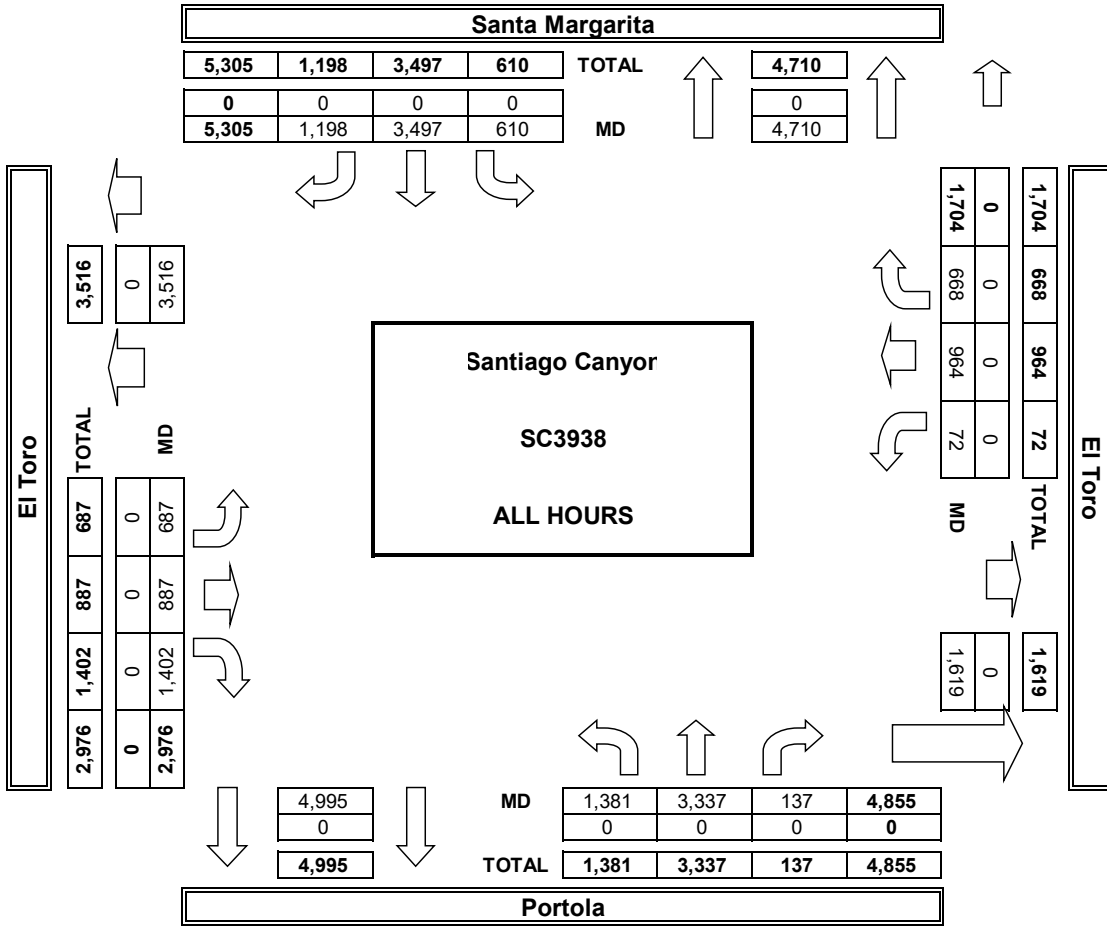 Santa Margarita
5,305 1,198 3,497 610 TOTAL 4,710
0 0 0 0 0
5,305 1,198 3,497 610 MD 4,710
El Toro
3,516 0 3,516
TOTAL MD
687 0 687
887 0 887
1,402 0 1,402
2,976 0 2,976
Santiago Canyor
SC3938
ALL HOURS
1,704 0 1,704
668 0 668
964 0 964
72 0 72
MD TOTAL
1,619 0 1,619
El Toro
4,995 MD 1,381 3,337 137 4,855
0 0 0 0 0
4,995 TOTAL 1,381 3,337 137 4,855
Portola